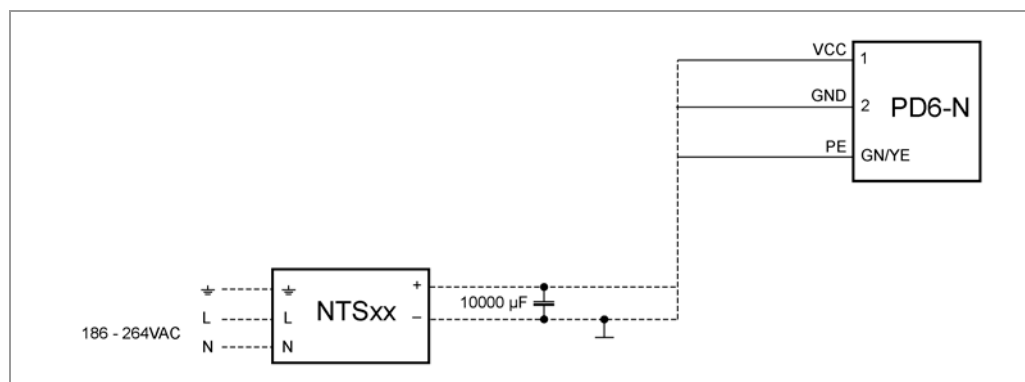 VCC 1
GND 2 PD6-N
PE GN/YE
+
10000 µF
NTSxx
–
186 - 264VAC
L L
N N